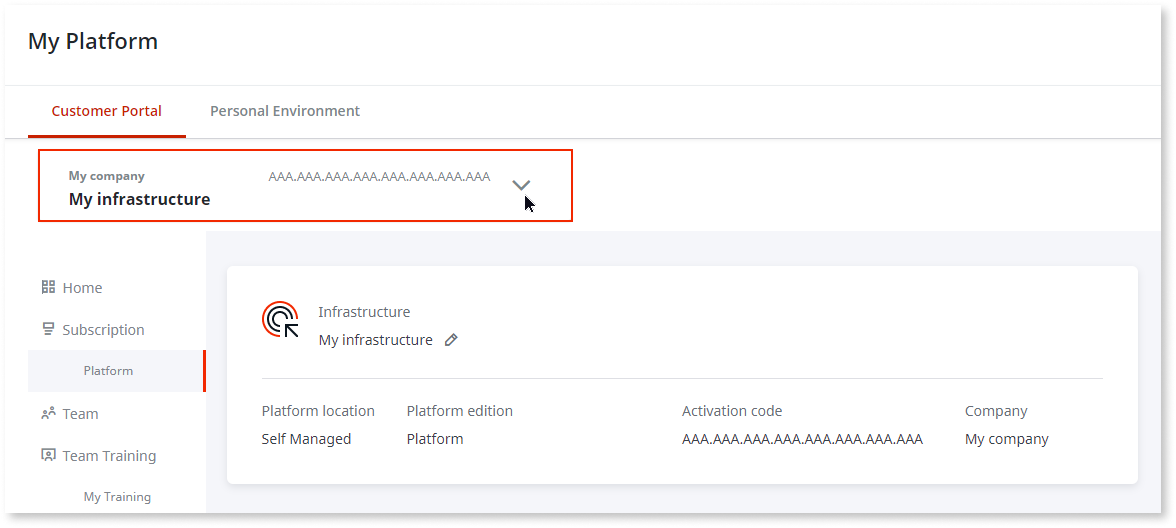 My Platform
Customer Portal Personal Environment
My company AAA.AAA.AAA.AAA.AAA.AAA.AAA.AAA
My infrastructure
Home
Subscription
Platform
Team
Team Training
My Training
Infrastructure
My infrastructure
Platform location Platform edition Activation code Company
Self Managed Platform AAA.AAA.AAA.AAA.AAA.AAA.AAA.AAA My company